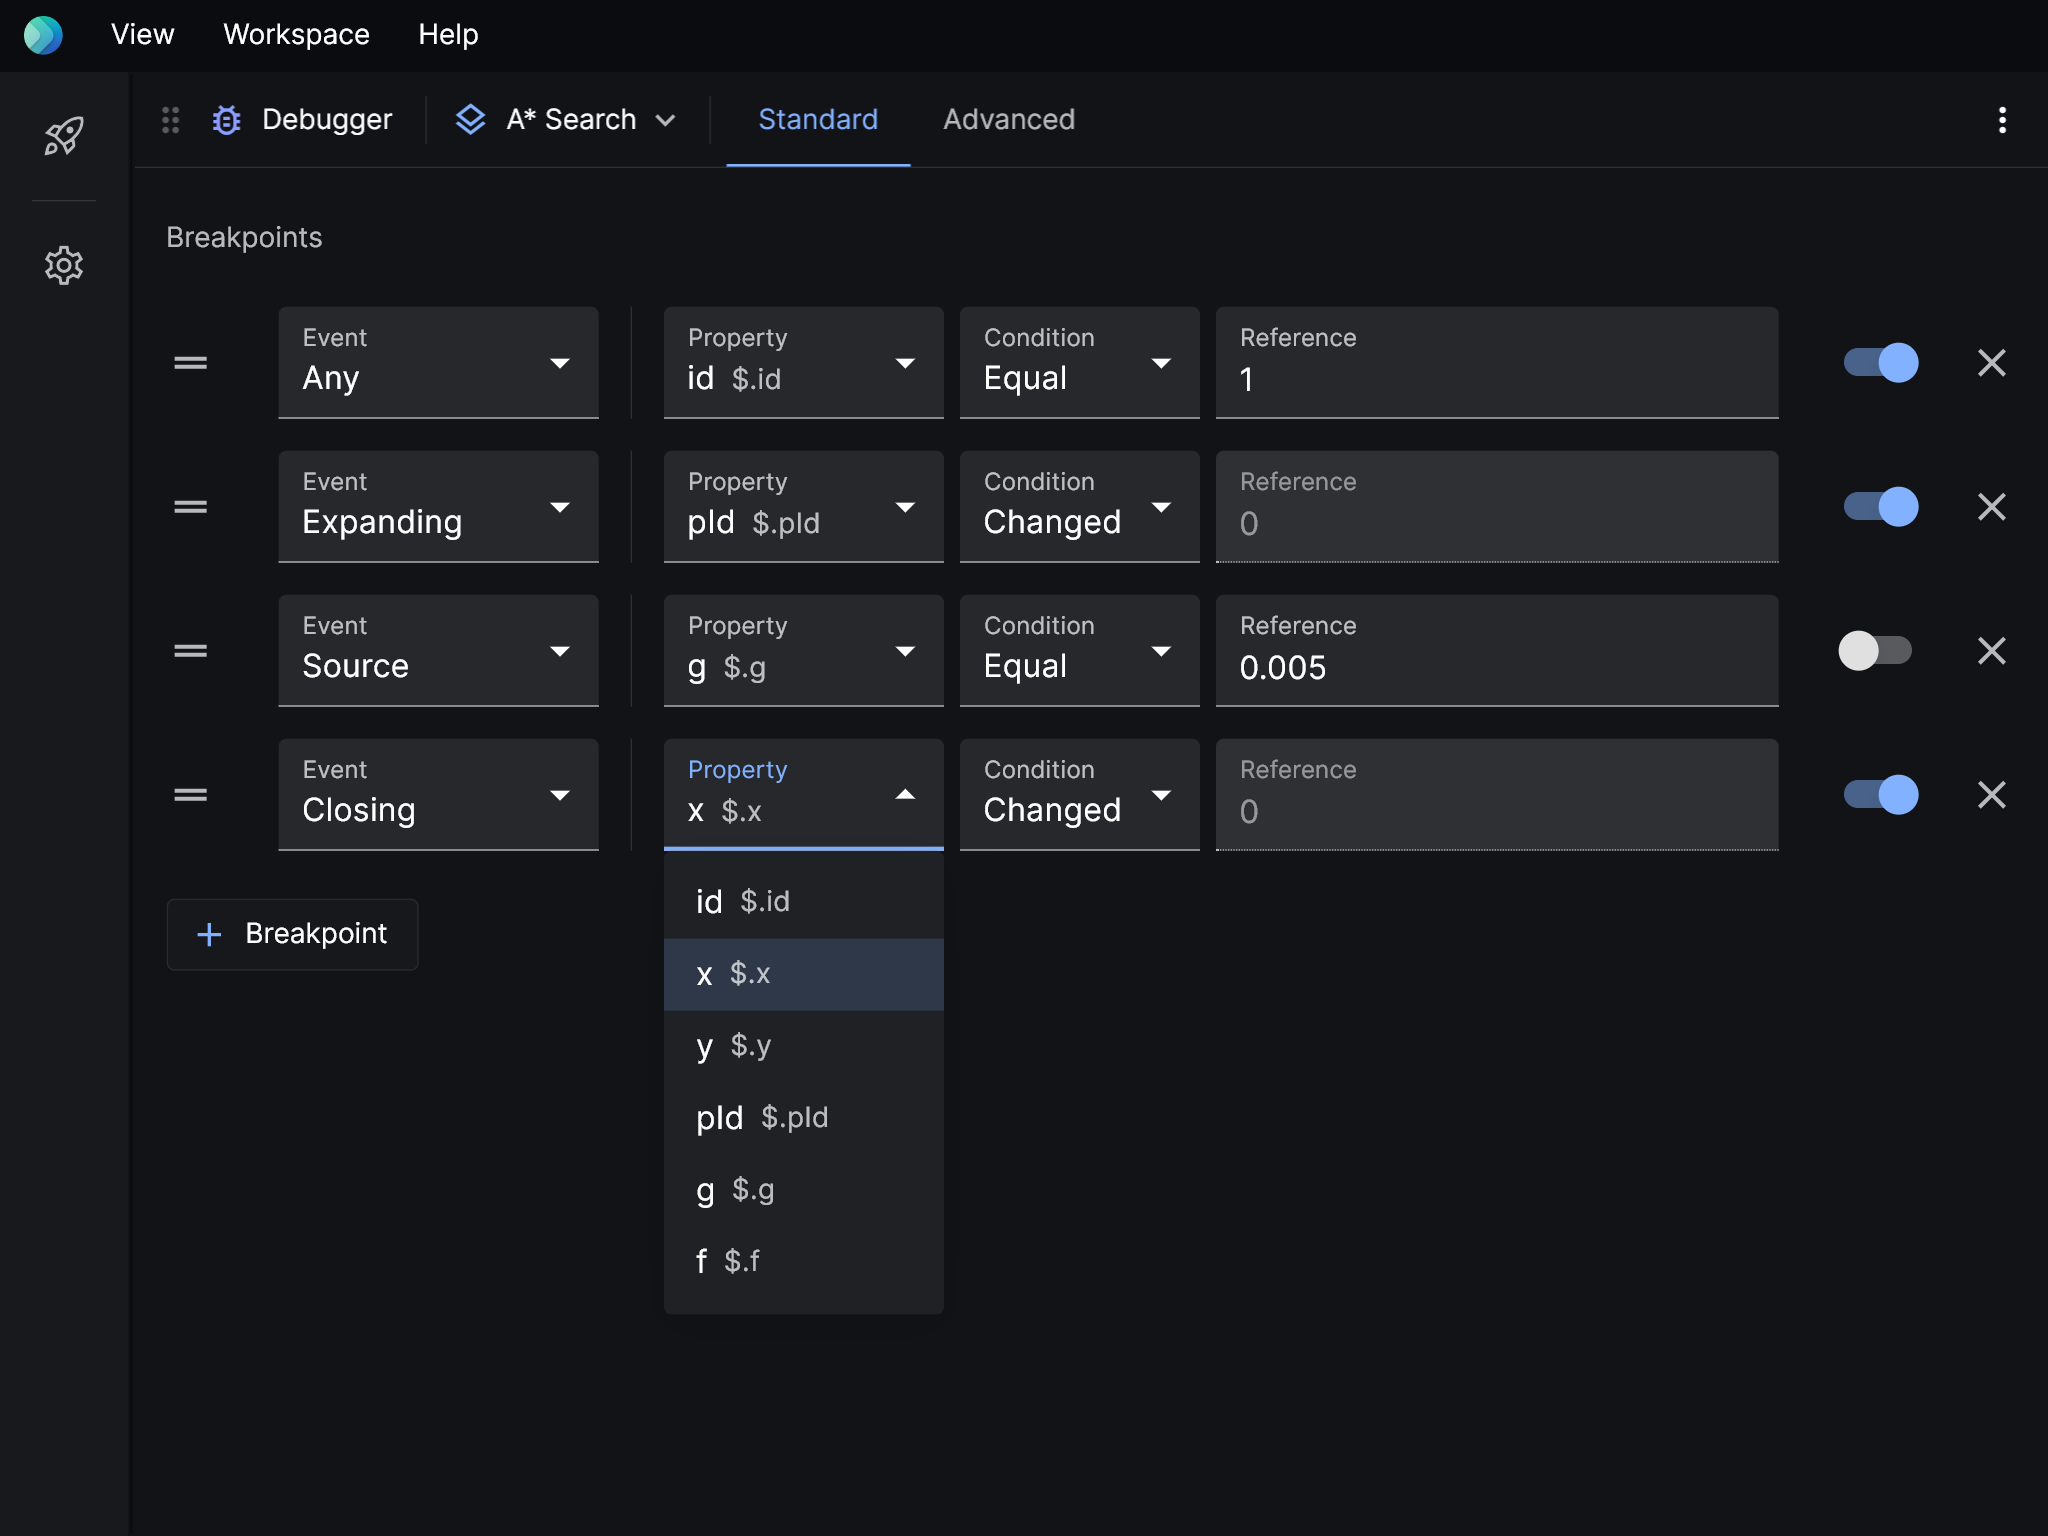 View Workspace Help
Debugger A* Search Standard Advanced
Breakpoints
Event Property Condition Reference
Any id $.id Equal 1
Event Property Condition Reference
Expanding pId $.pId Changed 0
Event Property Condition Reference
Source g $.g Equal 0.005
Event Property Condition Reference
Closing x $.x Changed 0
Breakpoint
id $.id
x $.x
y $.y
pId $.pId
g $.g
f $.f